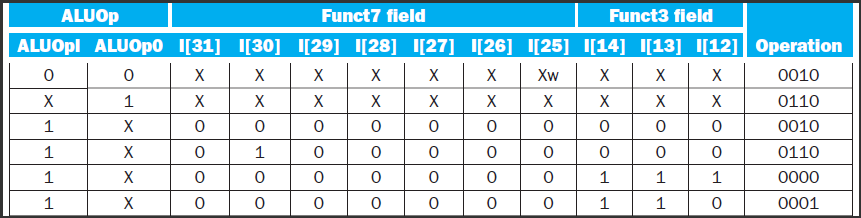 ALUOp Funct7 field Funct3 field
ALUOpl ALUOp0 I[31] I[30] I[29] I[28] I[27] I[26] I[25] I[14] I[13] I[12] Operation
0 0 X X X X X X Xw X X X 0010
X 1 X X X X X X X X X X 0110
1 X 0 0 0 0 0 0 0 0 0 0 0010
1 X 0 1 0 0 0 0 0 0 0 0 0110
1 X 0 0 0 0 0 0 0 1 1 1 0000
1 X 0 0 0 0 0 0 0 1 1 0 0001